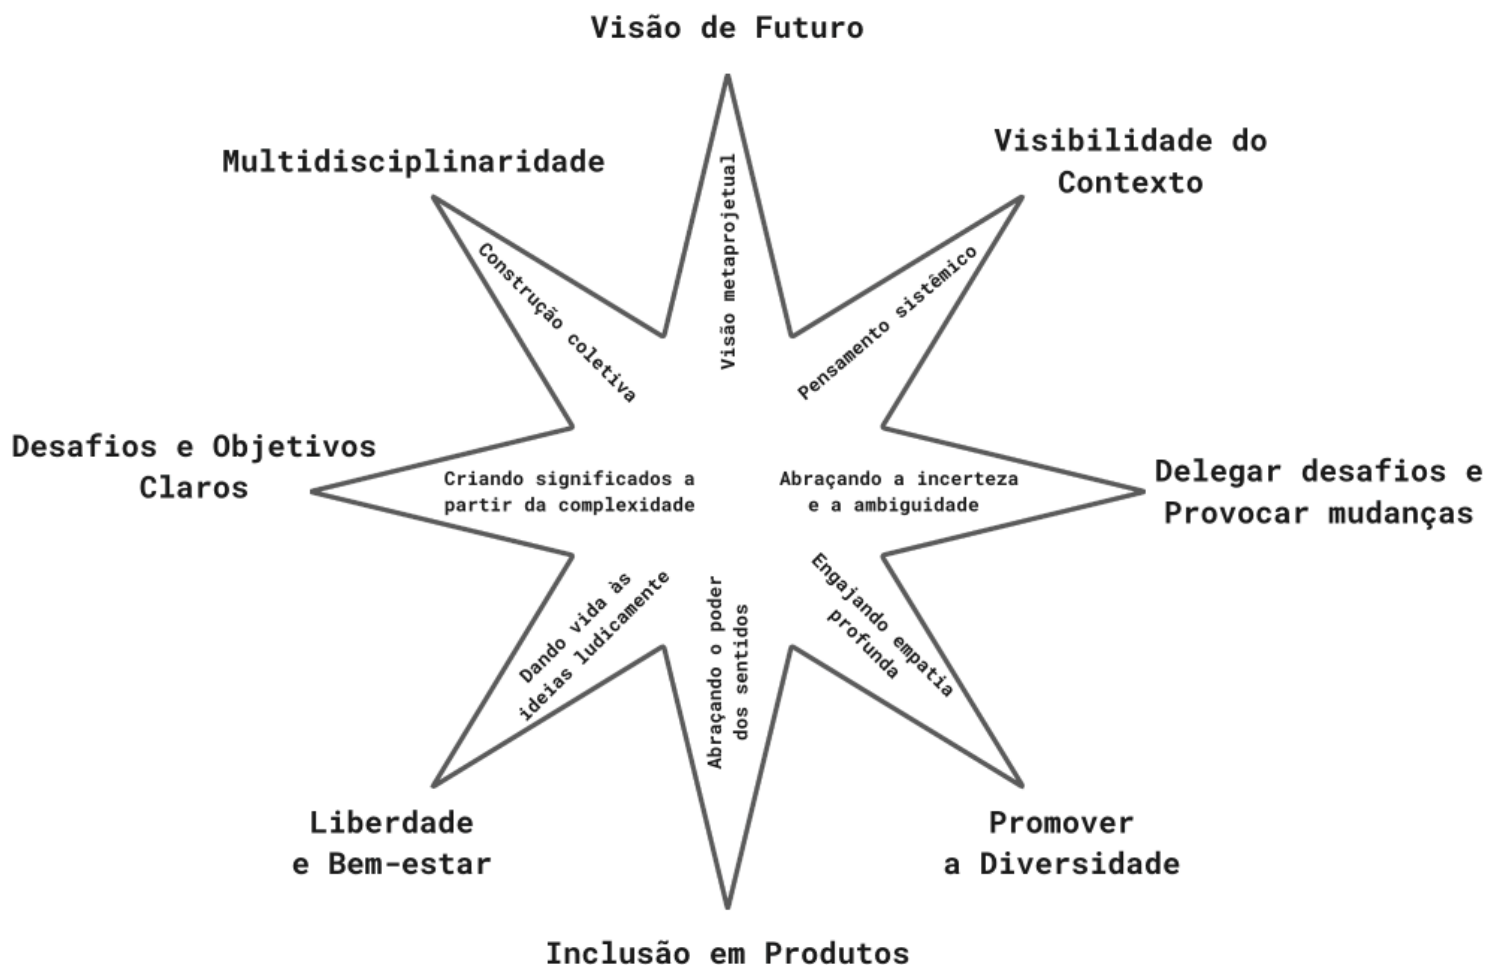 Visão de Futuro
Multidisciplinaridade
Visibilidade do
Contexto
Visão metaprojetual
Construção coletiva
Pensamento sistêmico
Desafios e Objetivos
Claros
Criando significados a
partir da complexidade
Abraçando a incerteza
e a ambiguidade
Delegar desafios e
Provocar mudanças
Dando vida às
ideias ludicamente
Abraçando o poder
dos sentidos
Engajando empatia
profunda
Liberdade
e Bem-estar
Promover
a Diversidade
Inclusão em Produtos